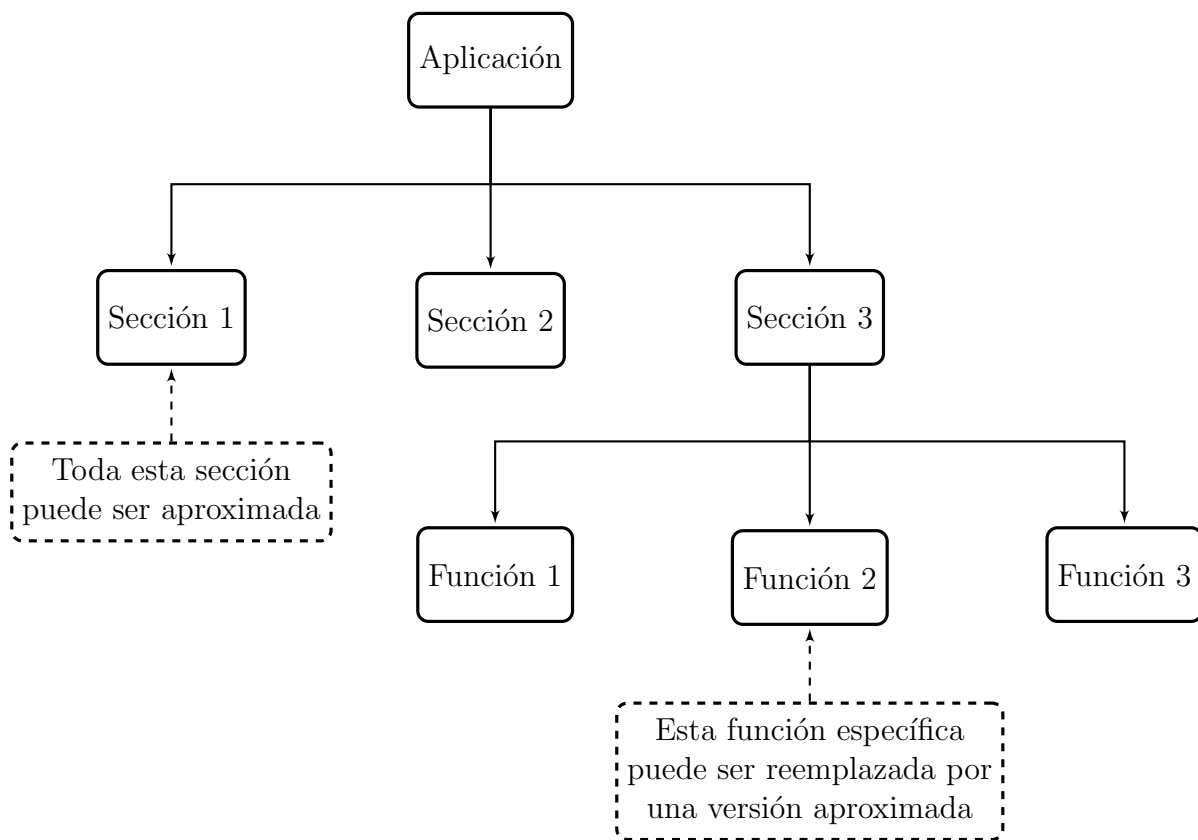 Aplicación
Sección 1
Sección 2
Sección 3
Toda esta sección
puede ser aproximada
Función 1
Función 2
Función 3
Esta función específica
puede ser reemplazada por
una versión aproximada